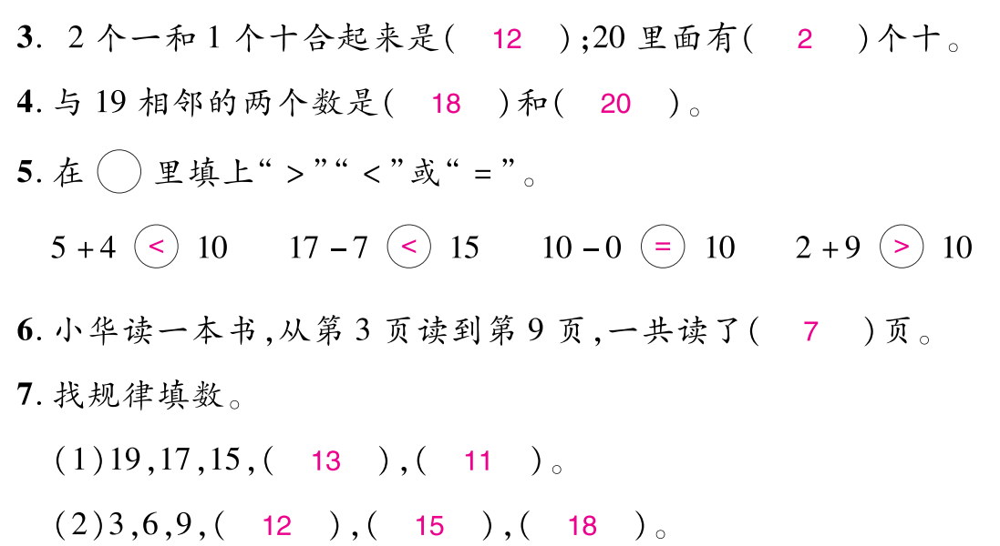 3. 2个一和1个十合起来是( 12 );20里面有( 2 )个十。
4.与19相邻的两个数是( 18 )和( 20 )。
5.在○里填上“>”“<”或“=”。
5+4 < 10 17-7 < 15 10-0 = 10 2+9 > 10
6.小华读一本书,从第3页读到第9页,一共读了( 7 )页。
7.找规律填数。
(1)19,17,15,( 13 ),( 11 )。
(2)3,6,9,( 12 ),( 15 ),( 18 )。